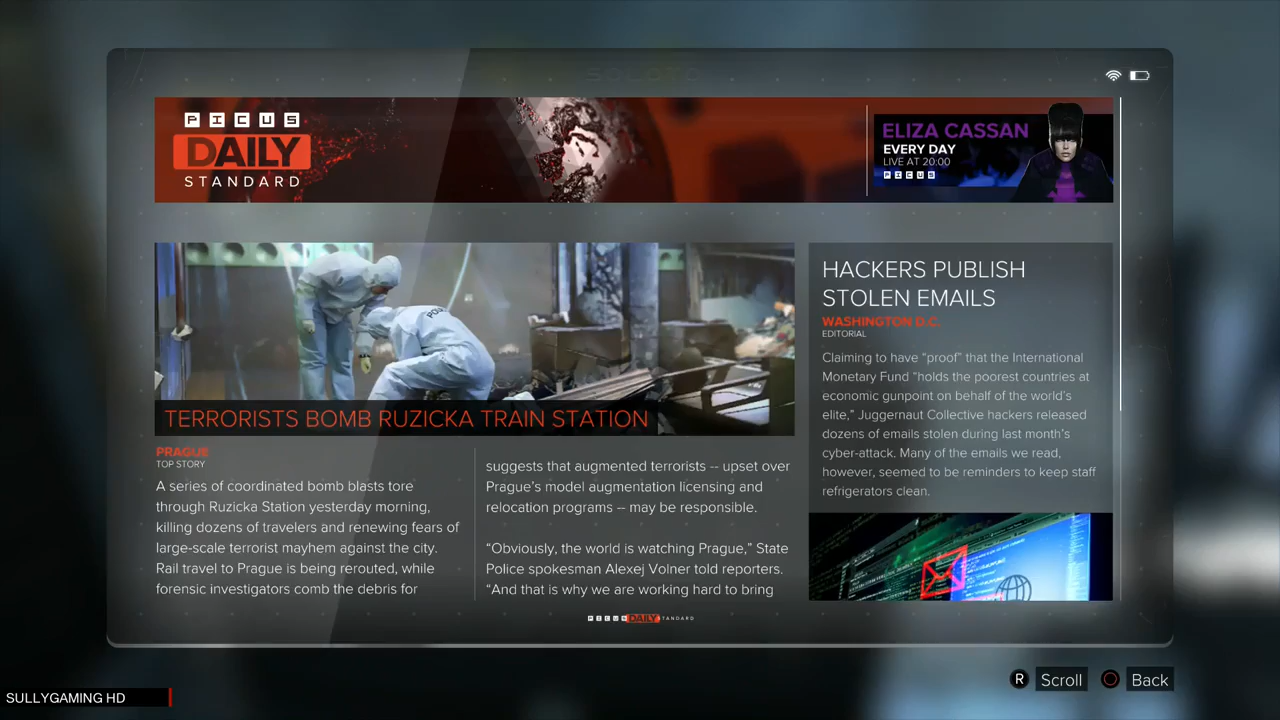 SOLOTO
PICUS
DAILY
STANDARD
ELIZA CASSAN
EVERY DAY
LIVE AT 20:00
PICUS
POL
TERRORISTS BOMB RUZICKA TRAIN STATION
PRAGUE
TOP STORY
A series of coordinated bomb blasts tore
through Ruzicka Station yesterday morning,
killing dozens of travelers and renewing fears of
large-scale terrorist mayhem against the city.
Rail travel to Prague is being rerouted, while
forensic investigators comb the debris for
suggests that augmented terrorists -- upset over
Prague's model augmentation licensing and
relocation programs -- may be responsible.
“Obviously, the world is watching Prague,” State
Police spokesman Alexej Volner told reporters.
“And that is why we are working hard to bring
HACKERS PUBLISH
STOLEN EMAILS
WASHINGTON D.C.
EDITORIAL
Claiming to have “proof” that the International
Monetary Fund “holds the poorest countries at
economic gunpoint on behalf of the world's
elite,” Juggernaut Collective hackers released
dozens of emails stolen during last month's
cyber-attack. Many of the emails we read,
however, seemed to be reminders to keep staff
refrigerators clean.
PICUS DAILY STANDARD
R Scroll Back
SULLYGAMING HD